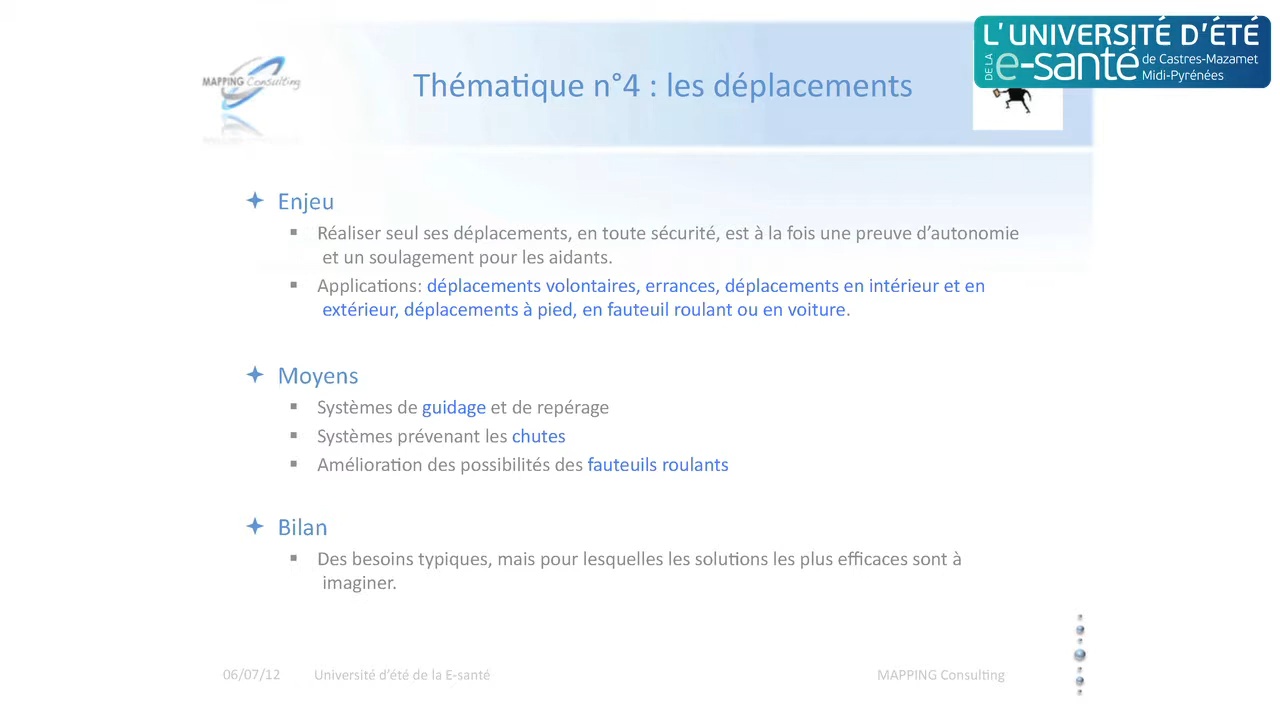 L'UNIVERSITÉ D'ÉTÉ
DE LA e-santé de Castres-Mazamet
Midi-Pyrénées
MAPPING Consulting
Thématique n°4 : les déplacements
Enjeu
Réaliser seul ses déplacements, en toute sécurité, est à la fois une preuve d’autonomie
et un soulagement pour les aidants.
Applications: déplacements volontaires, errances, déplacements en intérieur et en
extérieur, déplacements à pied, en fauteuil roulant ou en voiture.
Moyens
Systèmes de guidage et de repérage
Systèmes prévenant les chutes
Amélioration des possibilités des fauteuils roulants
Bilan
Des besoins typiques, mais pour lesquelles les solutions les plus efficaces sont à
imaginer.
06/07/12 Université d’été de la E-santé MAPPING Consulting